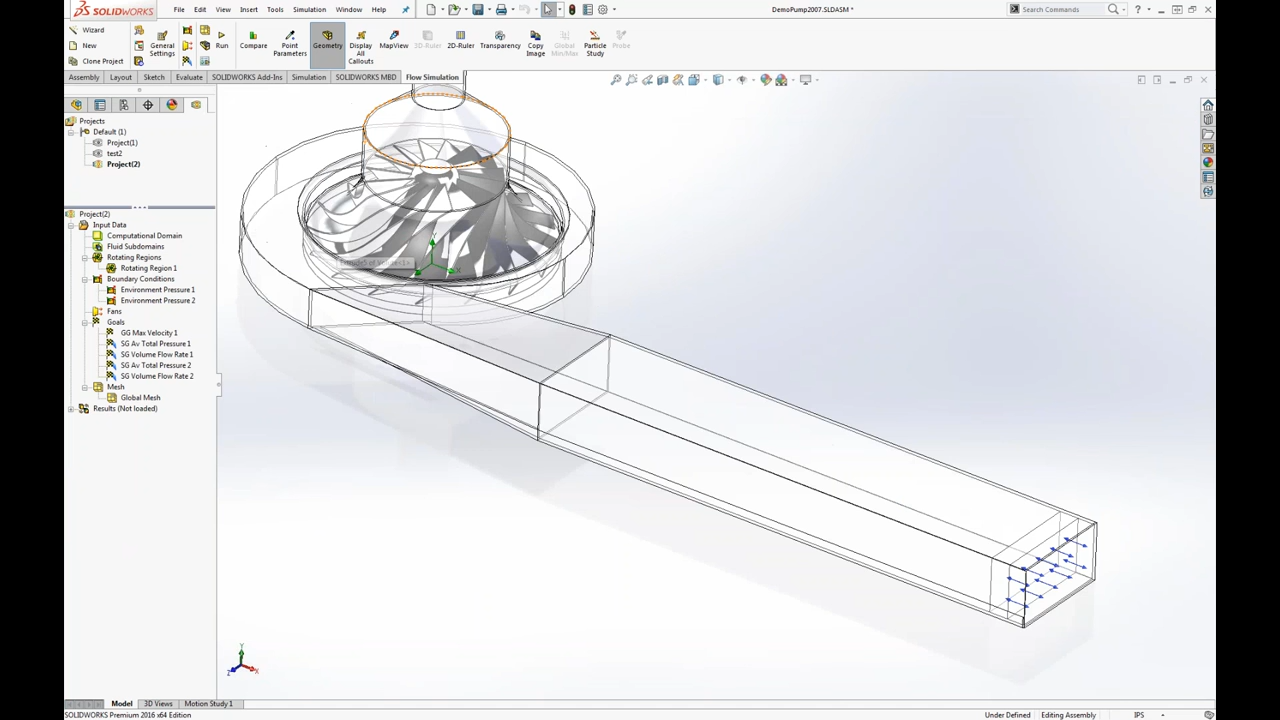 SOLIDWORKS
File Edit View Insert Tools Simulation Window Help
DemoPump2007.SLDASM *
Search Commands
Wizard
New
Clone Project
General Settings
Run
Compare
Point Parameters
Geometry
Display All Callouts
MapView
3D-Ruler
2D-Ruler
Transparency
Copy Image
Global Min/Max
Particle Study
Probe
Assembly Layout Sketch Evaluate SOLIDWORKS Add-Ins Simulation SOLIDWORKS MBD Flow Simulation
Projects
Default (1)
Project(1)
test2
Project(2)
Project(2)
Input Data
Computational Domain
Fluid Subdomains
Rotating Regions
Rotating Region 1
Boundary Conditions
Environment Pressure 1
Environment Pressure 2
Fans
Goals
GG Max Velocity 1
SG Av Total Pressure 1
SG Volume Flow Rate 1
SG Av Total Pressure 2
SG Volume Flow Rate 2
Mesh
Global Mesh
Results (Not loaded)
Y
X
Z
Model 3D Views Motion Study 1
SOLIDWORKS Premium 2016 x64 Edition
Under Defined Editing Assembly IPS